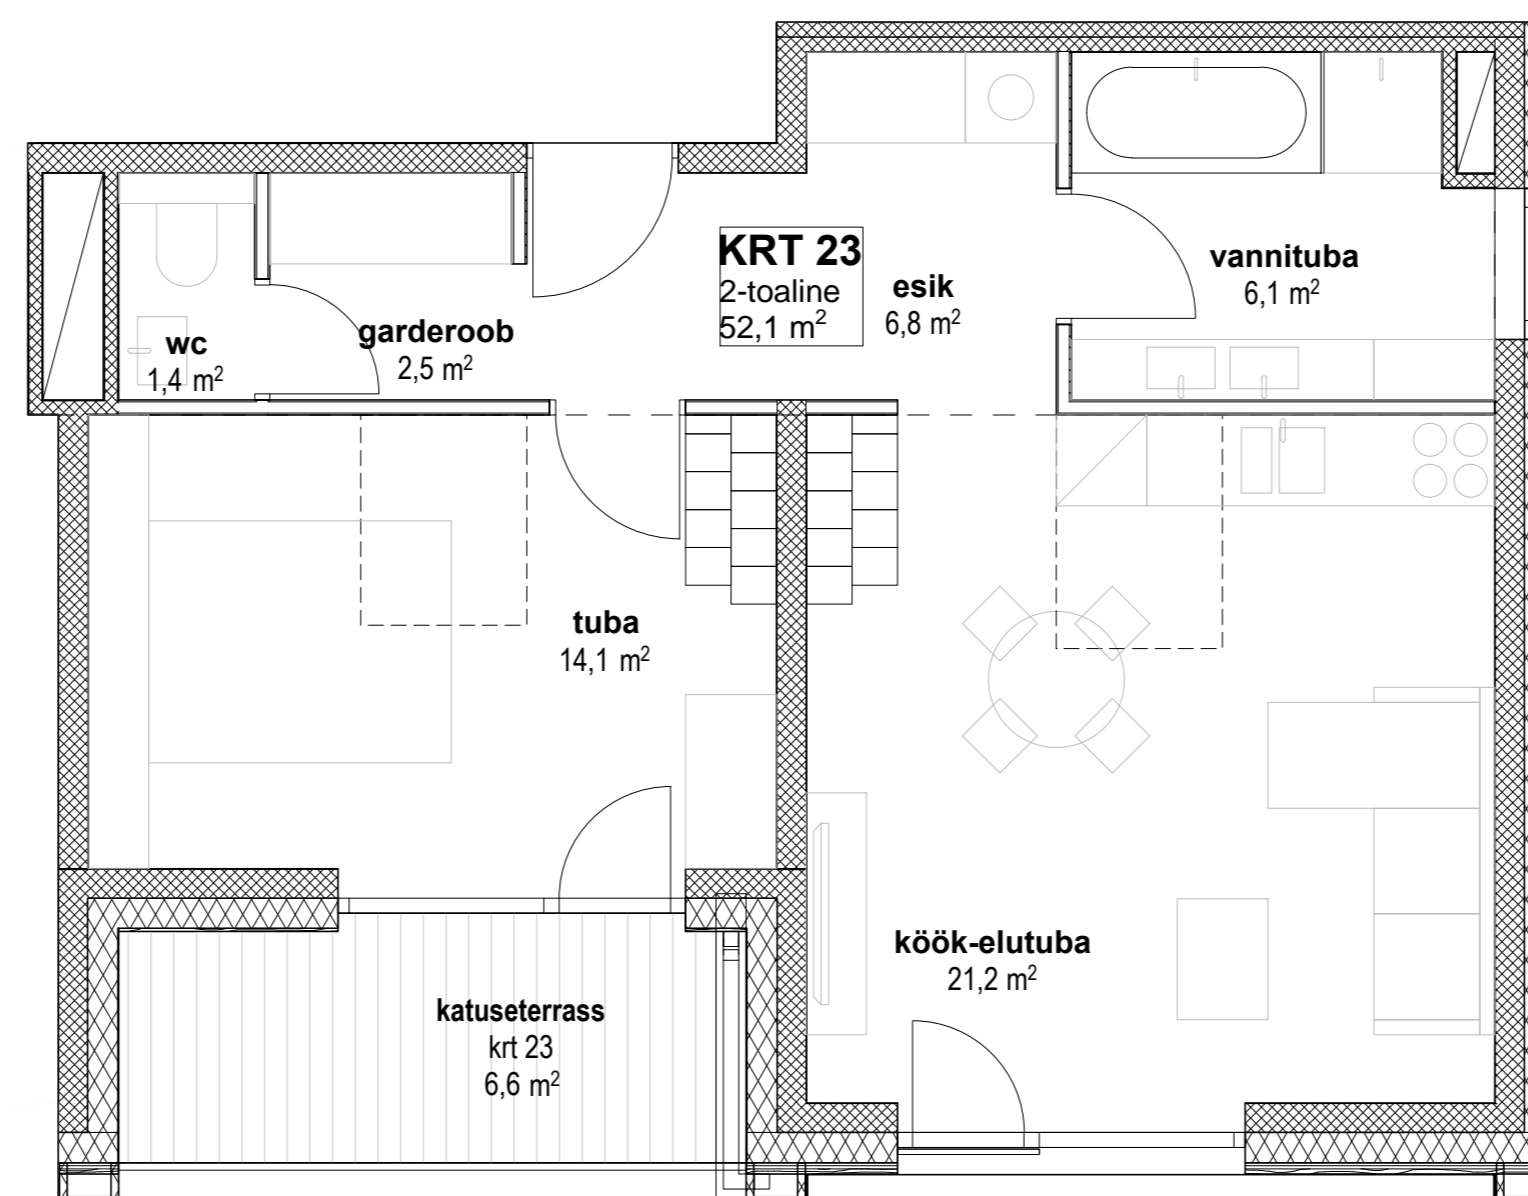 KRT 23
2-toaline
52,1 m²
esik
6,8 m²
vannituba
6,1 m²
wc
1,4 m²
garderoob
2,5 m²
tuba
14,1 m²
köök-elutuba
21,2 m²
katuseterrass
krt 23
6,6 m²